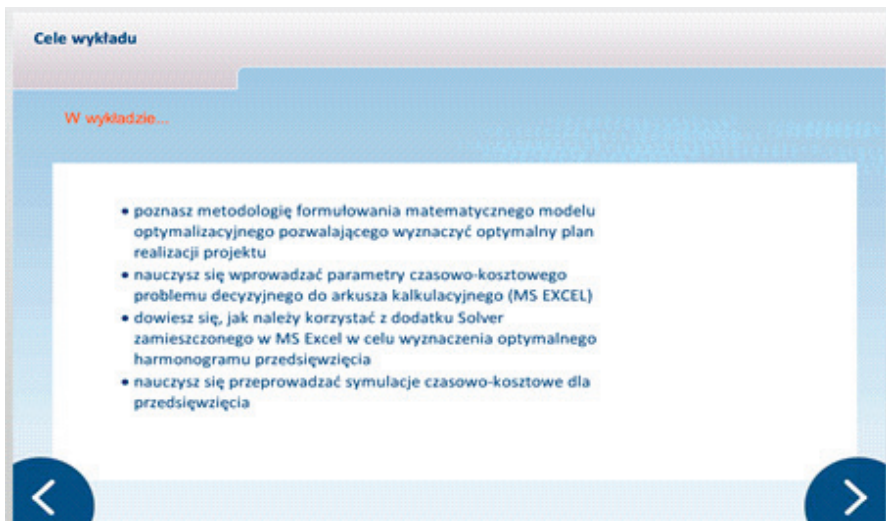 Cele wykładu
W wykładzie...
• poznasz metodologię formułowania matematycznego modelu
optymalizacyjnego pozwalającego wyznaczyć optymalny plan
realizacji projektu
• nauczysz się wprowadzać parametry czasowo-kosztowego
problemu decyzyjnego do arkusza kalkulacyjnego (MS EXCEL)
• dowiesz się, jak należy korzystać z dodatku Solver
zamieszczonego w MS Excel w celu wyznaczenia optymalnego
harmonogramu przedsięwzięcia
• nauczysz się przeprowadzać symulacje czasowo-kosztowe dla
przedsięwzięcia